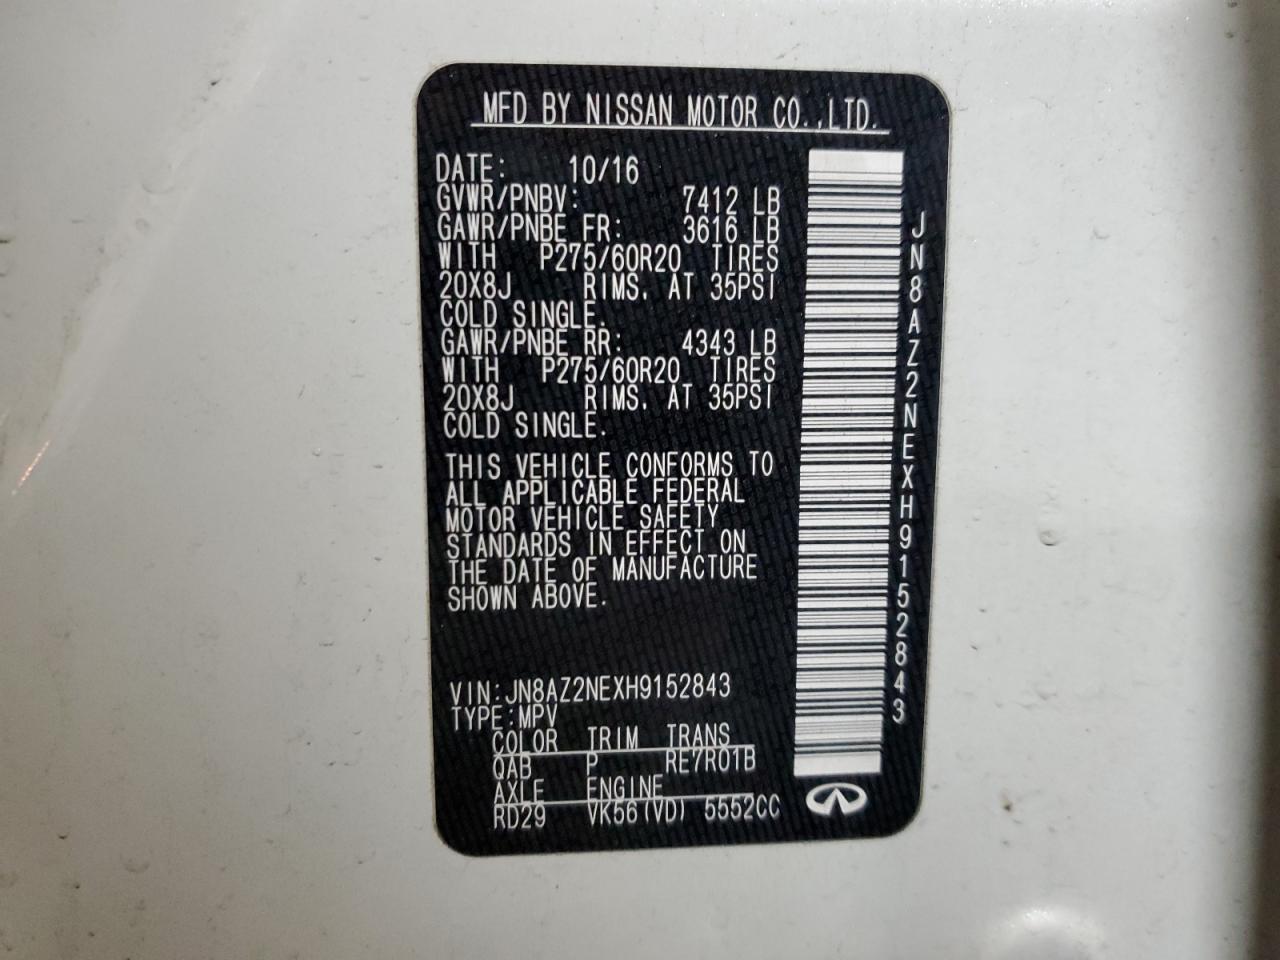 MFD BY NISSAN MOTOR CO.,LTD.
DATE: 10/16
GVWR/PNBV: 7412 LB
GAWR/PNBE FR: 3616 LB
WITH P275/60R20 TIRES
20X8J RIMS. AT 35PSI
COLD SINGLE.
GAWR/PNBE RR: 4343 LB
WITH P275/60R20 TIRES
20X8J RIMS. AT 35PSI
COLD SINGLE.
THIS VEHICLE CONFORMS TO
ALL APPLICABLE FEDERAL
MOTOR VEHICLE SAFETY
STANDARDS IN EFFECT ON
THE DATE OF MANUFACTURE
SHOWN ABOVE.
VIN:JN8AZ2NEXH9152843
TYPE:MPV
COLOR TRIM TRANS
QAB P RE7R01B
AXLE ENGINE
RD29 VK56(VD) 5552CC
JN8AZ2NEXH9152843